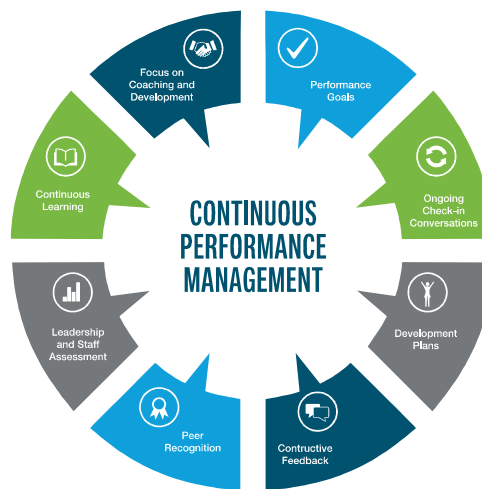 CONTINUOUS
PERFORMANCE
MANAGEMENT
Performance
Goals
Ongoing
Check-in
Conversations
Development
Plans
Contructive
Feedback
Peer
Recognition
Leadership
and Staff
Assessment
Continuous
Learning
Focus on
Coaching and
Development